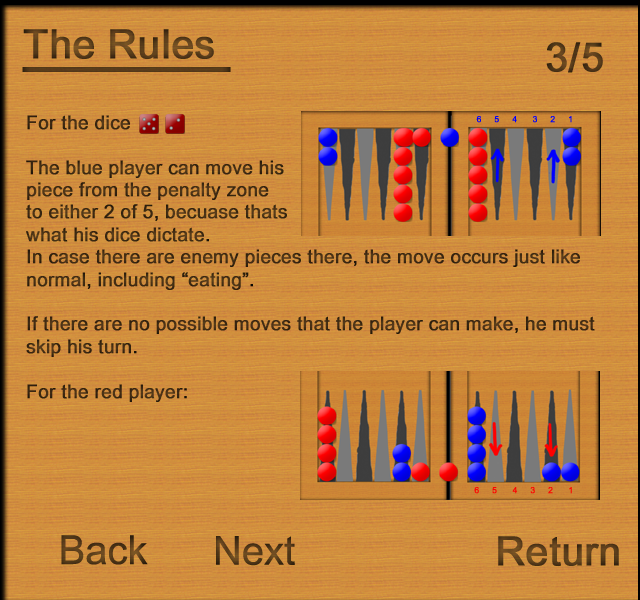 The Rules
3/5
For the dice
The blue player can move his
piece from the penalty zone
to either 2 of 5, becuase thats
what his dice dictate.
In case there are enemy pieces there, the move occurs just like
normal, including “eating”.
6 5 4 3 2 1
If there are no possible moves that the player can make, he must
skip his turn.
For the red player:
6 5 4 3 2 1
Back Next Return